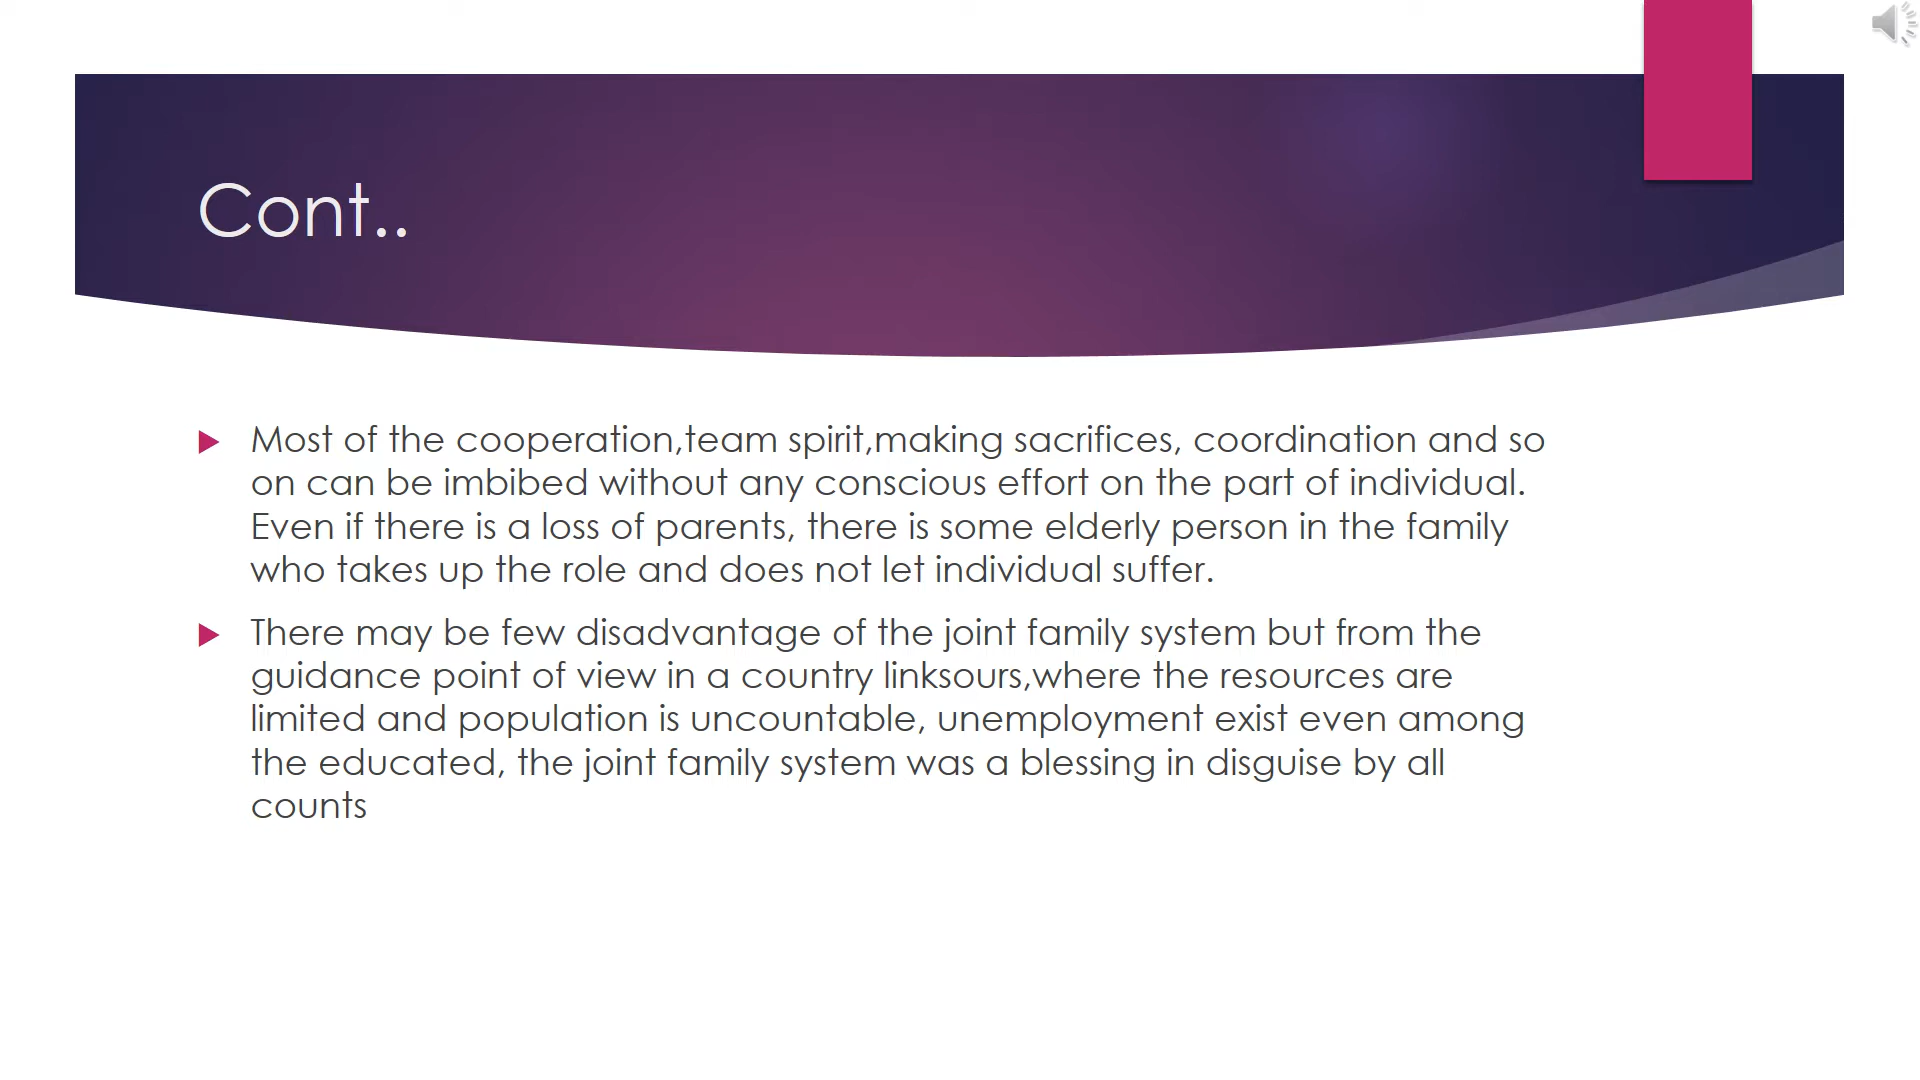 Cont..
Most of the cooperation,team spirit,making sacrifices, coordination and so
on can be imbibed without any conscious effort on the part of individual.
Even if there is a loss of parents, there is some elderly person in the family
who takes up the role and does not let individual suffer.
There may be few disadvantage of the joint family system but from the
guidance point of view in a country linksours,where the resources are
limited and population is uncountable, unemployment exist even among
the educated, the joint family system was a blessing in disguise by all
counts